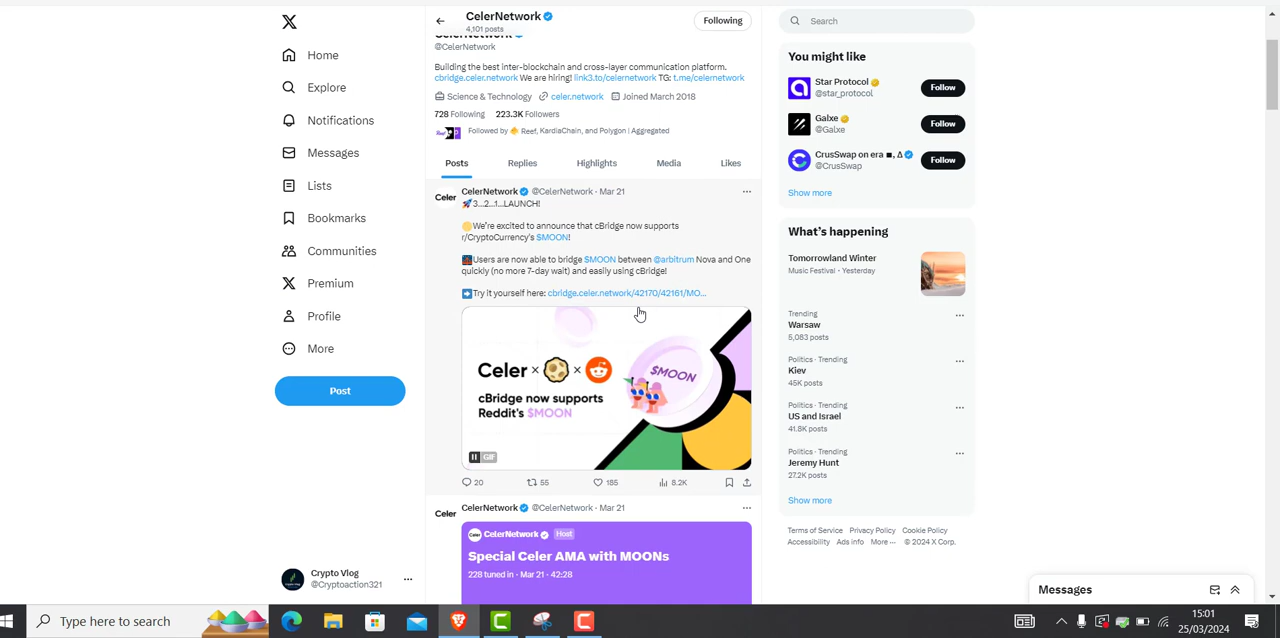 CelerNetwork
4,101 posts
Following
CelerNetwork
@CelerNetwork
Building the best inter-blockchain and cross-layer communication platform.
cbridge.celer.network We are hiring! link3.to/celernetwork TG: t.me/celernetwork
Science & Technology celer.network Joined March 2018
728 Following 223.3K Followers
Followed by Reef, KardiaChain, and Polygon | Aggregated
Posts Replies Highlights Media Likes
Home
Explore
Notifications
Messages
Lists
Bookmarks
Communities
Premium
Profile
More
Post
Crypto Vlog
@Cryptoaction321
Celer
CelerNetwork @CelerNetwork · Mar 21
3...2...1...LAUNCH!
We're excited to announce that cBridge now supports
r/CryptoCurrency's $MOON!
Users are now able to bridge $MOON between @arbitrum Nova and One
quickly (no more 7-day wait) and easily using cBridge!
Try it yourself here: cbridge.celer.network/42170/42161/MO...
Celer × ×
cBridge now supports
Reddit's $MOON
$MOON
GIF
20 55 185 8.2K
Celer
CelerNetwork @CelerNetwork · Mar 21
Celer CelerNetwork Host
Special Celer AMA with MOONs
228 tuned in · Mar 21 · 42:28
Search
You might like
Star Protocol
@star_protocol
Follow
Galxe
@Galxe
Follow
CrusSwap on era ■, Δ
@CrusSwap
Follow
Show more
What's happening
Tomorrowland Winter
Music Festival · Yesterday
Trending
Warsaw
5,083 posts
Politics · Trending
Kiev
45K posts
Politics · Trending
US and Israel
41.8K posts
Politics · Trending
Jeremy Hunt
27.2K posts
Show more
Terms of Service Privacy Policy Cookie Policy
Accessibility Ads info More ··· © 2024 X Corp.
Messages
Type here to search
15:01
25/03/2024